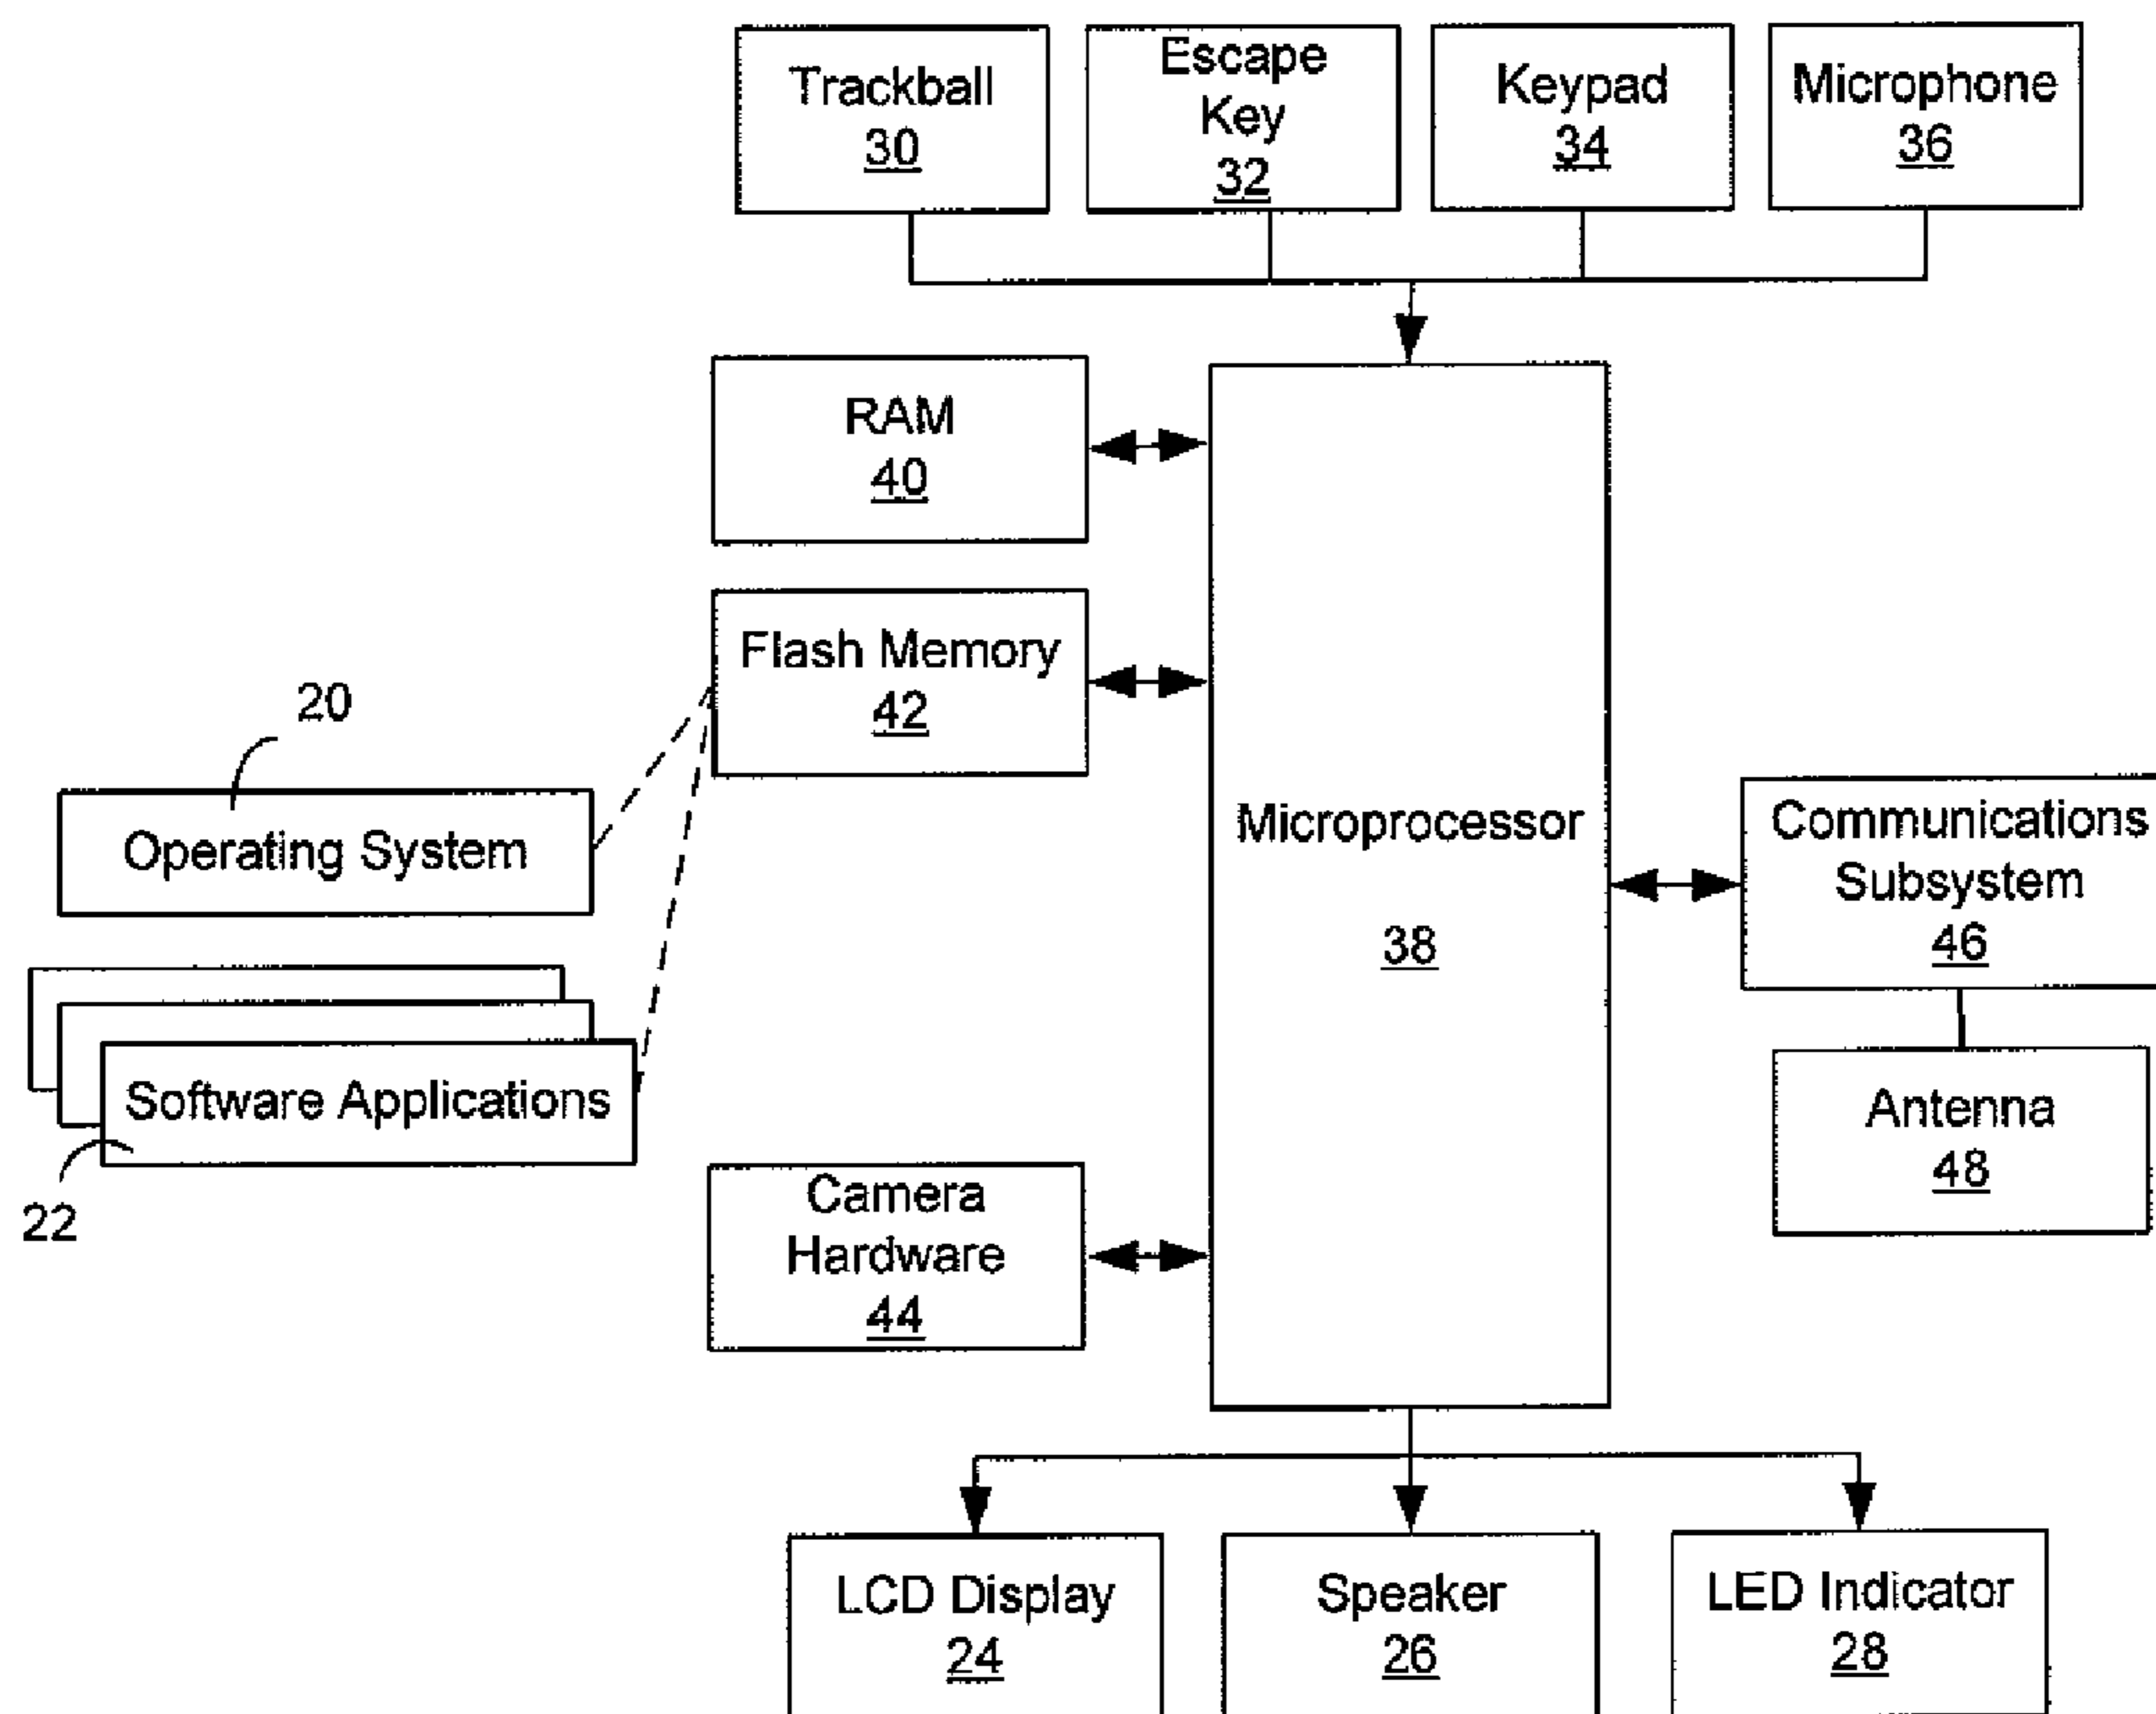 Trackball
30
Escape
Key
32
Keypad
34
Microphone
36
RAM
40
Flash Memory
42
20
Operating System
Software Applications
22
Microprocessor
38
Communications
Subsystem
46
Antenna
48
Camera
Hardware
44
LCD Display
24
Speaker
26
LED Indicator
28